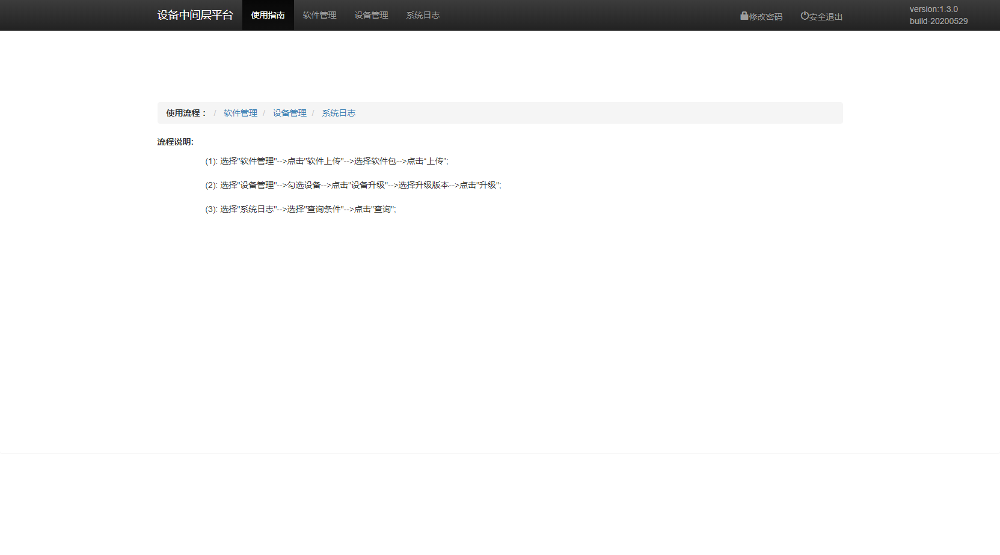 设备中间层平台 使用指南 软件管理 设备管理 系统日志 修改密码 安全退出 version:1.3.0
build-20200529
使用流程： / 软件管理 / 设备管理 / 系统日志
流程说明:
(1): 选择"软件管理"-->点击"软件上传"-->选择软件包-->点击“上传”;
(2): 选择"设备管理"-->勾选设备-->点击"设备升级"-->选择升级版本-->点击"升级";
(3): 选择"系统日志"-->选择"查询条件"-->点击"查询";